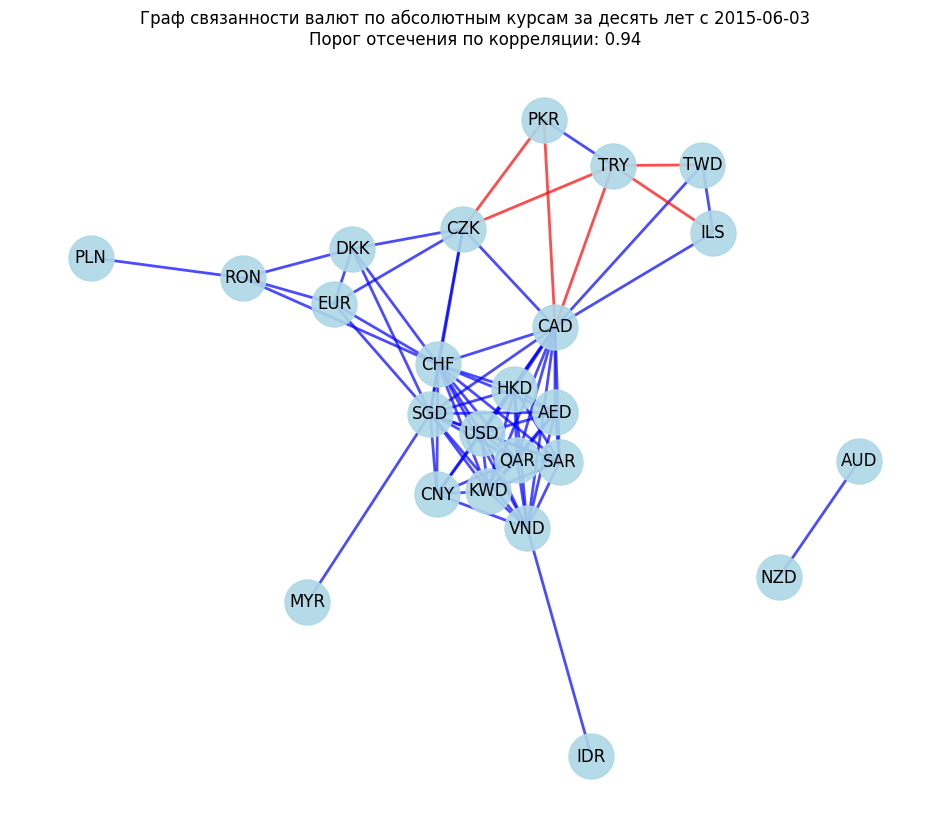 Граф связанности валют по абсолютным курсам за десять лет с 2015-06-03
Порог отсечения по корреляции: 0.94
PKR
TRY
TWD
CZK
ILS
DKK
PLN
RON
EUR
CAD
CHF
HKD
SGD
AED
USD
QAR
SAR
AUD
CNY
KWD
VND
NZD
MYR
IDR